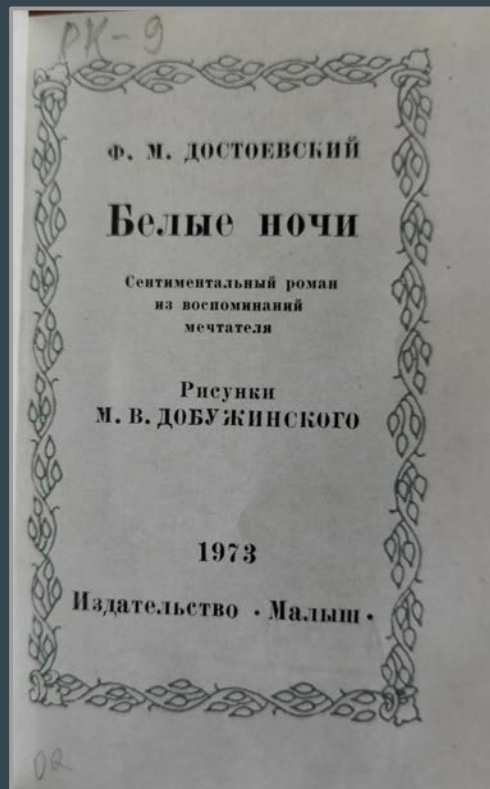 РК-9
Ф. М. ДОСТОЕВСКИЙ
Белые ночи
Сентиментальный роман
из воспоминаний
мечтателя
Рисунки
М. В. ДОБУЖИНСКОГО
1973
Издательство • Малыш •